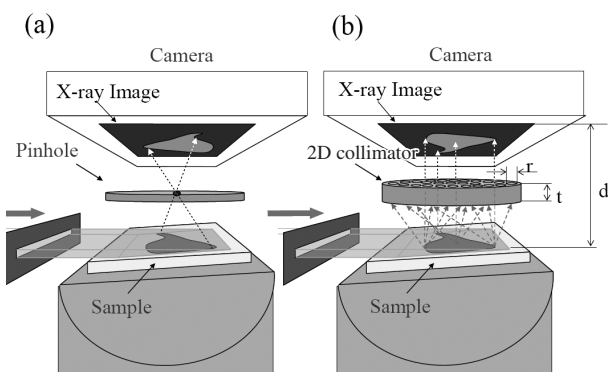 (a)
Camera
X-ray Image
Pinhole
Sample
(b)
Camera
X-ray Image
2D collimator
r
t
d
Sample